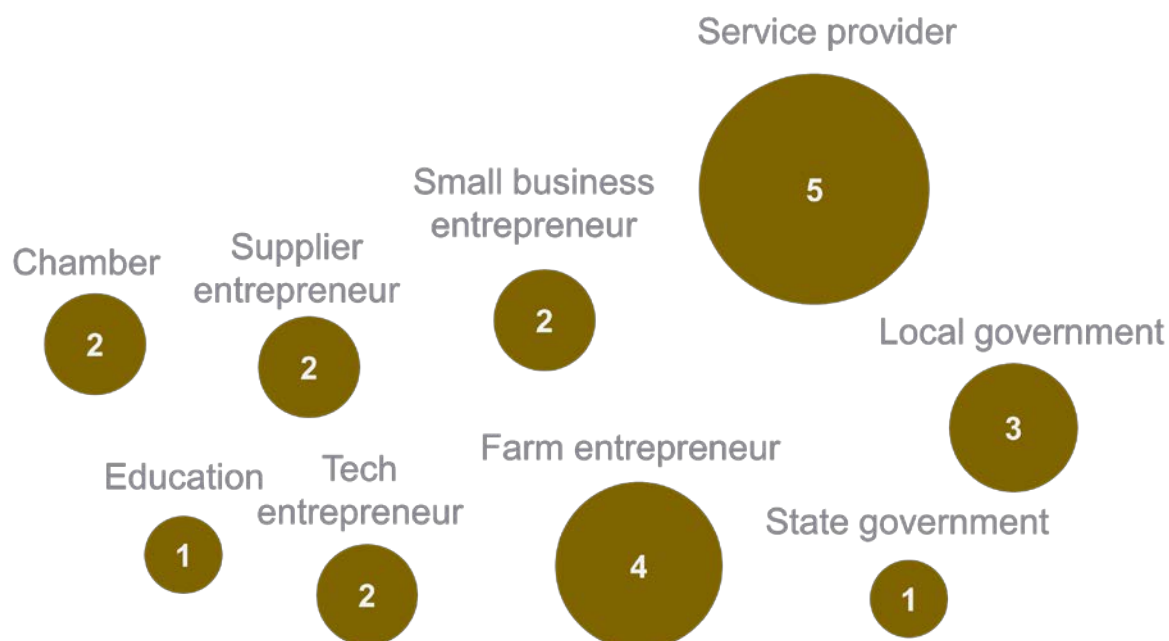 Service provider
5
Small business
entrepreneur
2
Supplier
entrepreneur
2
Chamber
2
Local government
3
Farm entrepreneur
4
Tech
entrepreneur
2
Education
1
State government
1